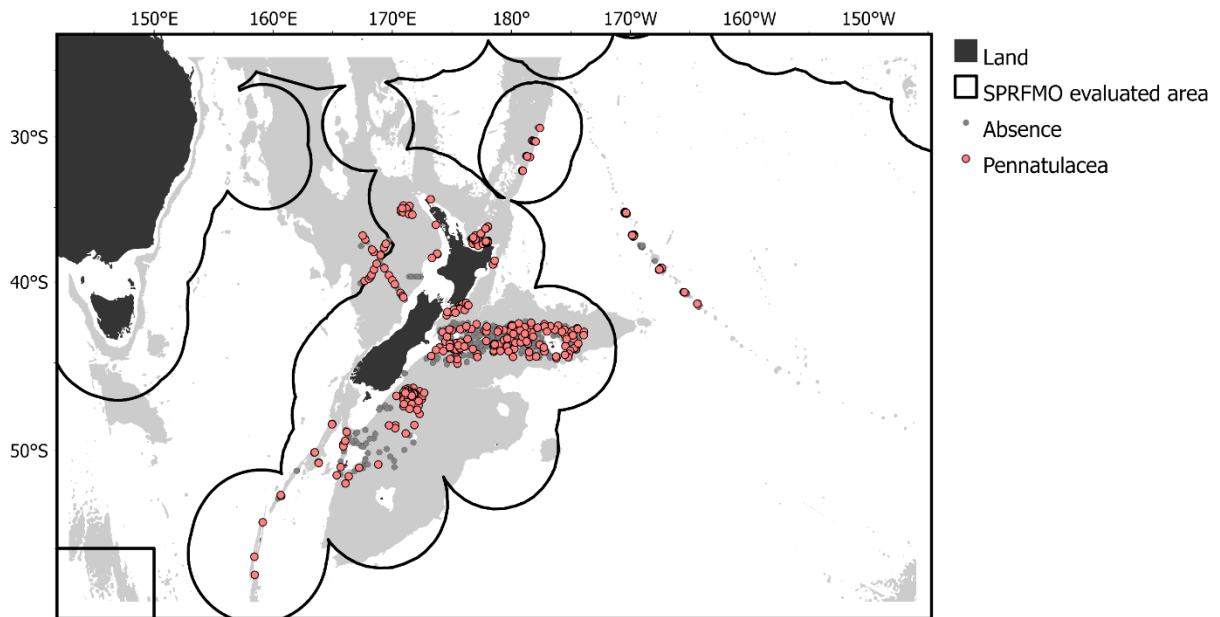 150°E 160°E 170°E 180° 170°W 160°W 150°W
30°S
40°S
50°S
Land
SPRFMO evaluated area
Absence
Pennatulacea